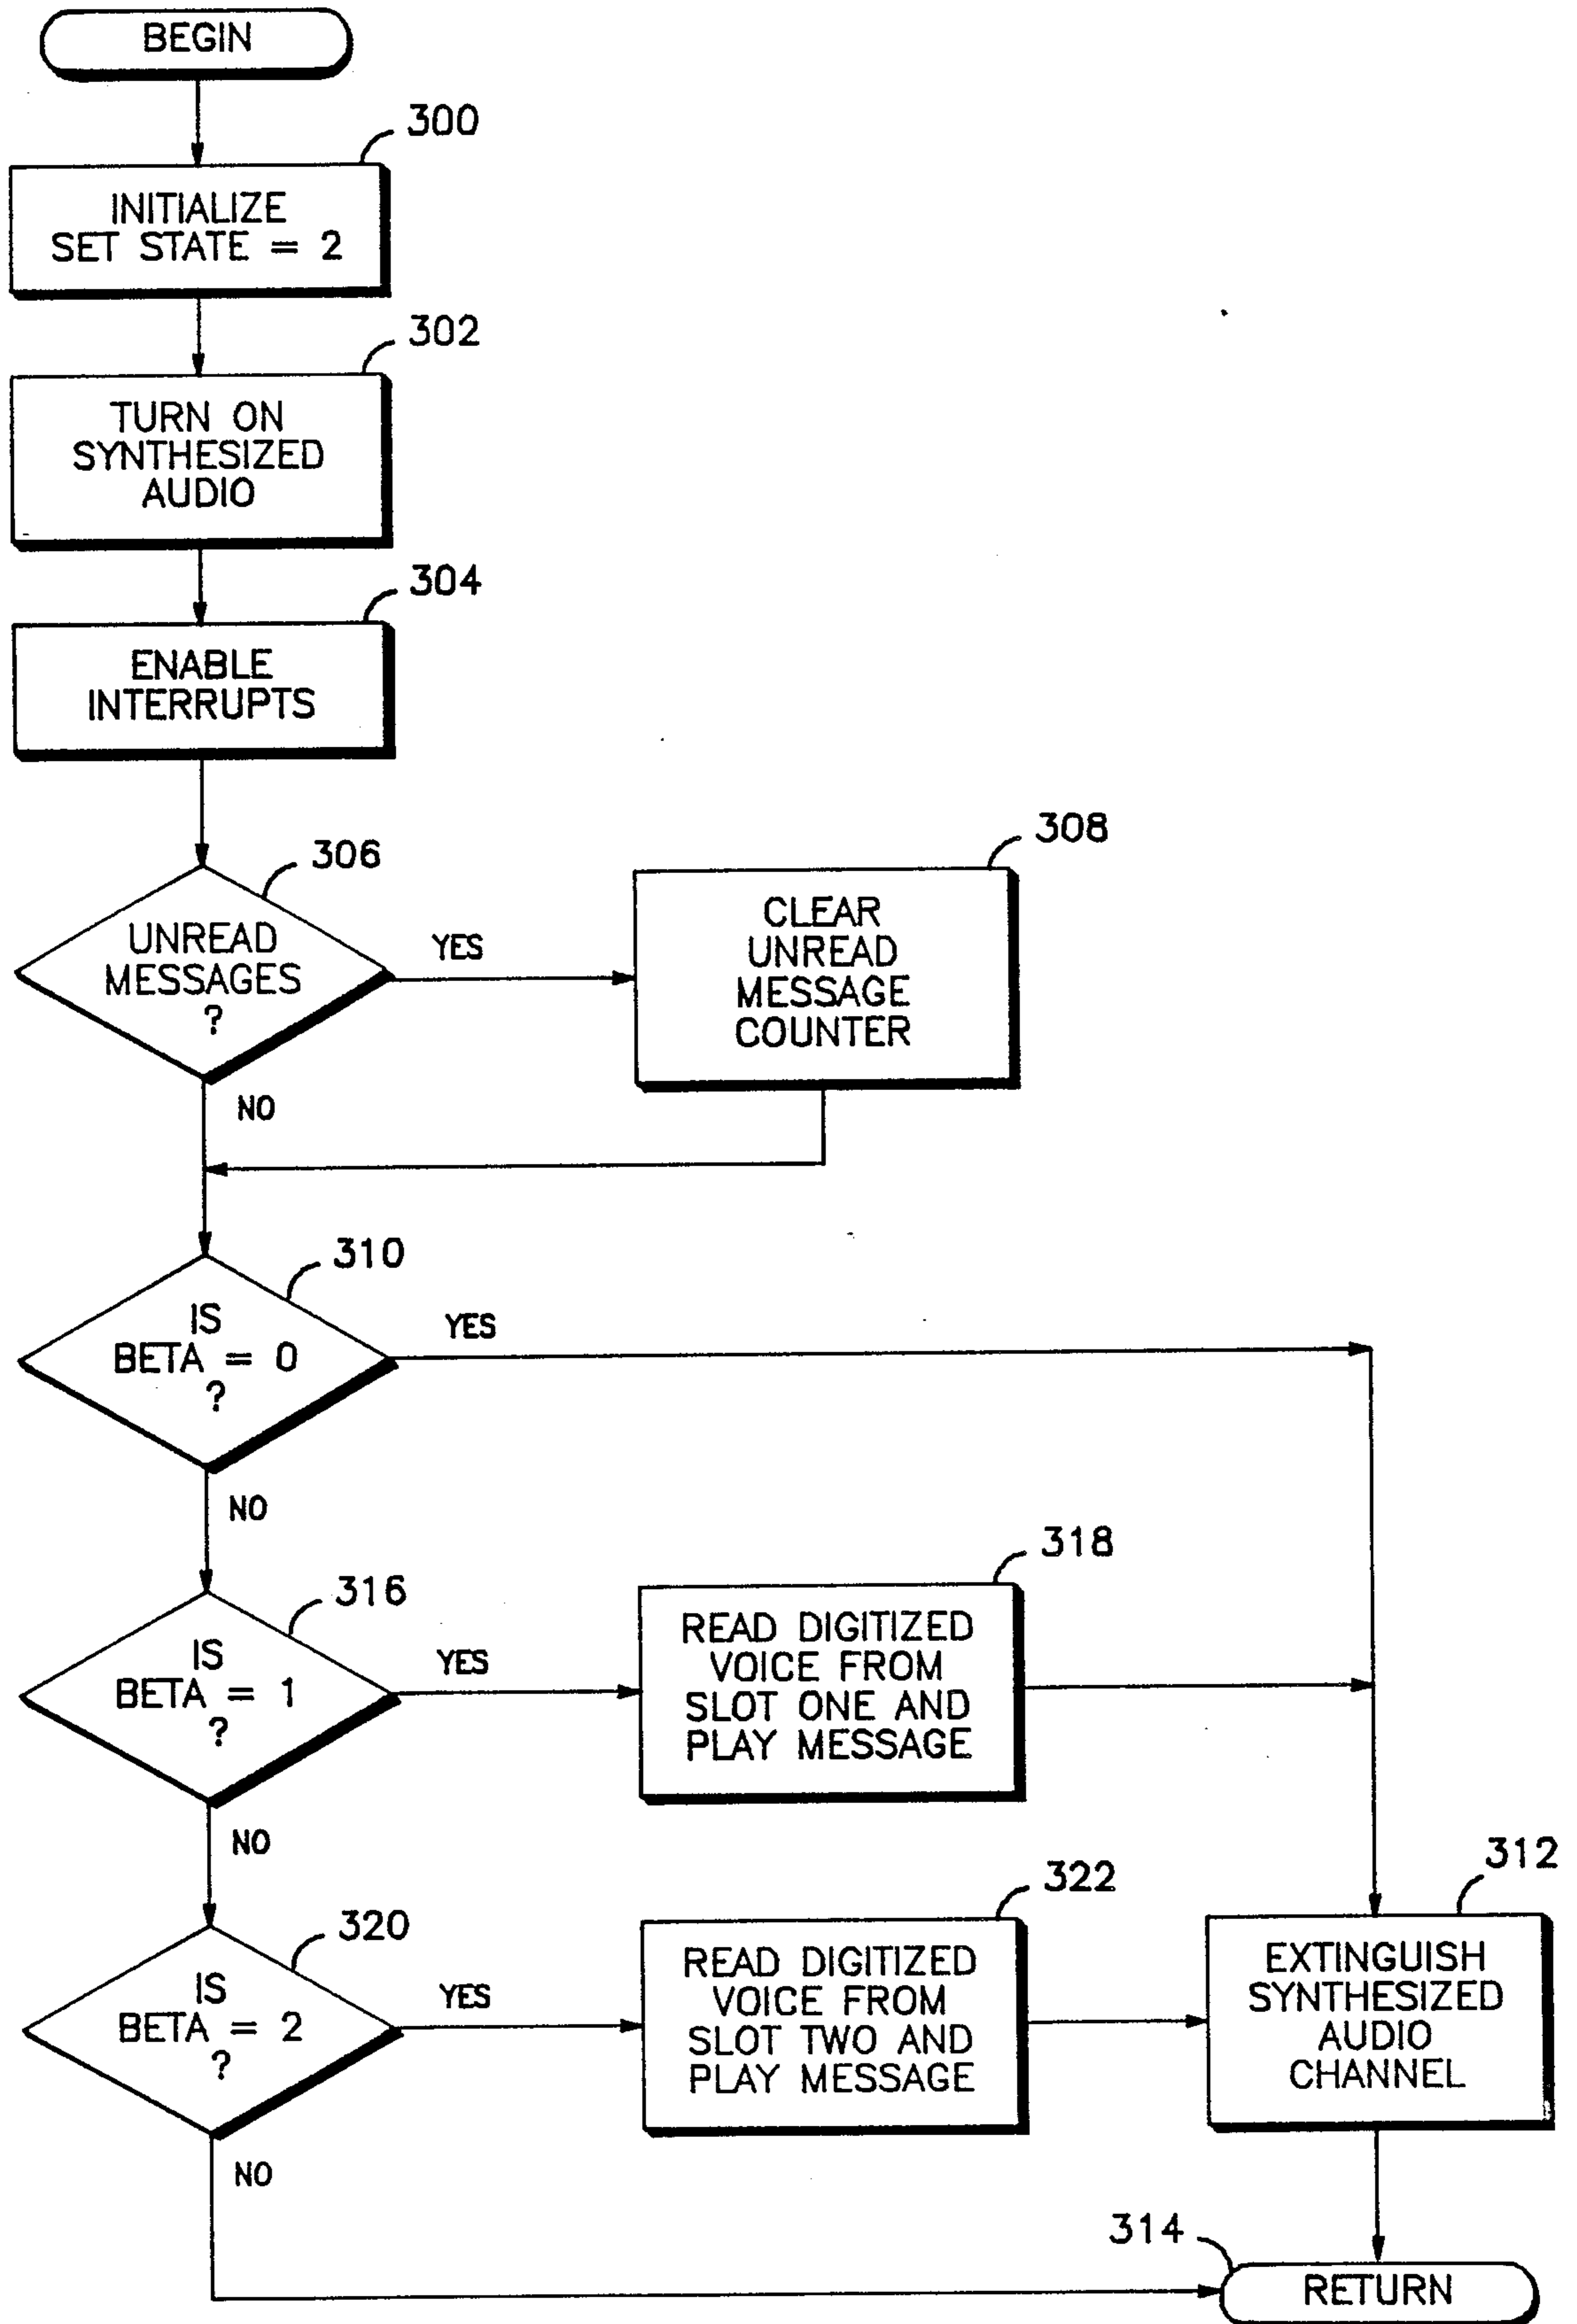 BEGIN
300
INITIALIZE
SET STATE = 2
302
TURN ON
SYNTHESIZED
AUDIO
304
ENABLE
INTERRUPTS
306
UNREAD
MESSAGES
?
YES
308
CLEAR
UNREAD
MESSAGE
COUNTER
NO
310
IS
BETA = 0
?
YES
NO
316
IS
BETA = 1
?
YES
318
READ DIGITIZED
VOICE FROM
SLOT ONE AND
PLAY MESSAGE
NO
320
IS
BETA = 2
?
YES
322
READ DIGITIZED
VOICE FROM
SLOT TWO AND
PLAY MESSAGE
312
EXTINGUISH
SYNTHESIZED
AUDIO
CHANNEL
NO
314
RETURN